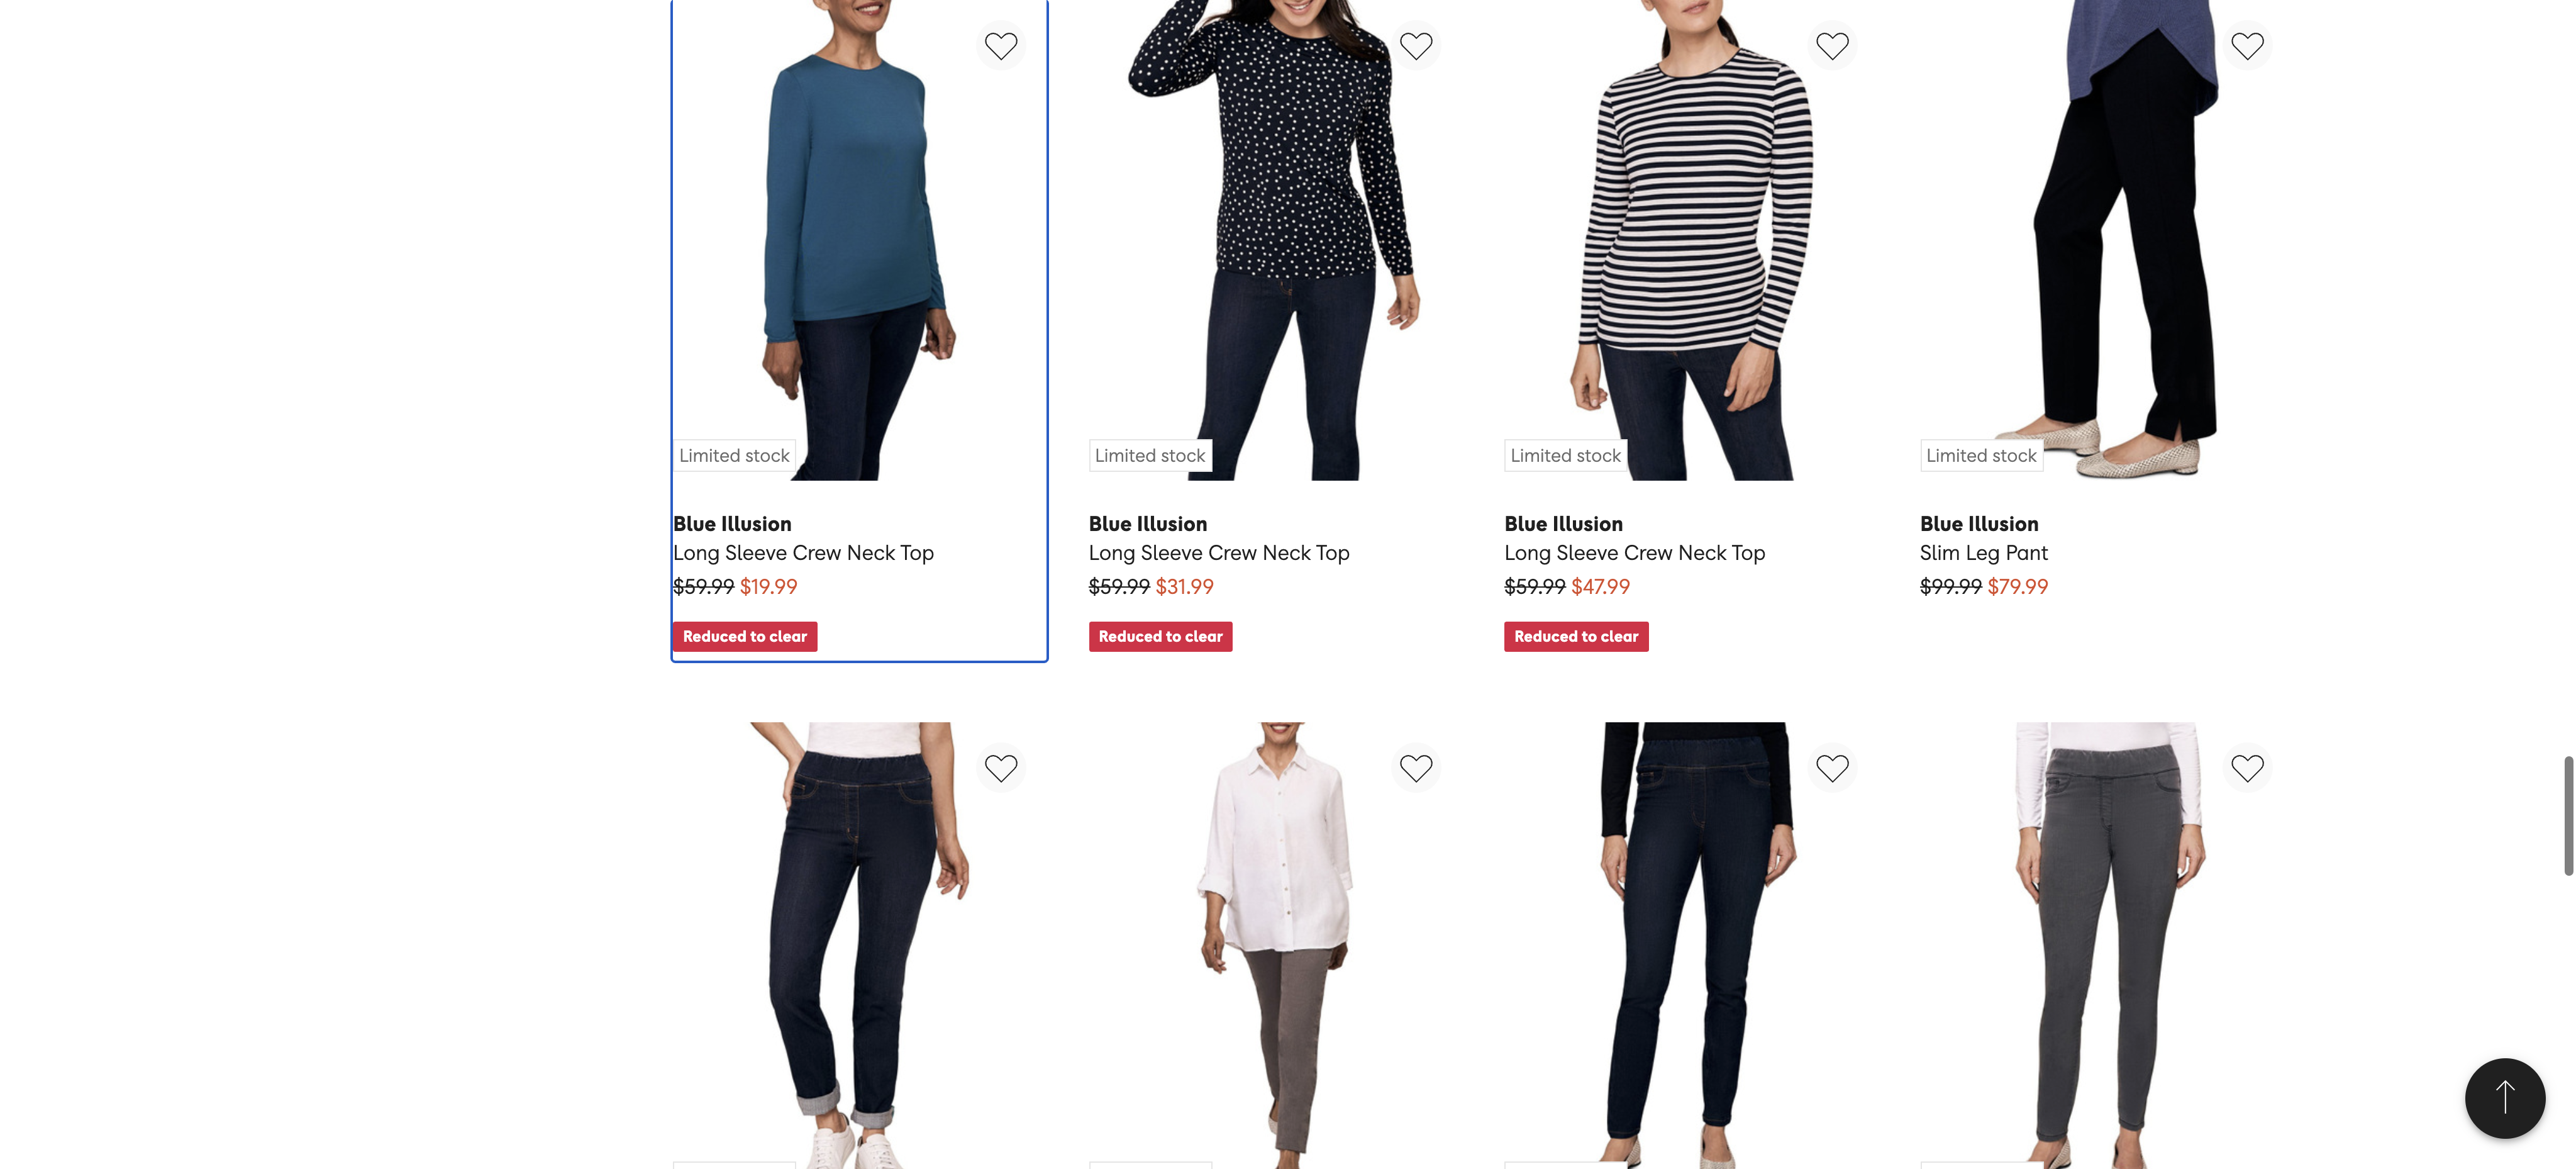 Limited stock
Limited stock
Limited stock
Limited stock
Blue Illusion
Long Sleeve Crew Neck Top
$59.99 $19.99
Reduced to clear
Blue Illusion
Long Sleeve Crew Neck Top
$59.99 $31.99
Reduced to clear
Blue Illusion
Long Sleeve Crew Neck Top
$59.99 $47.99
Reduced to clear
Blue Illusion
Slim Leg Pant
$99.99 $79.99